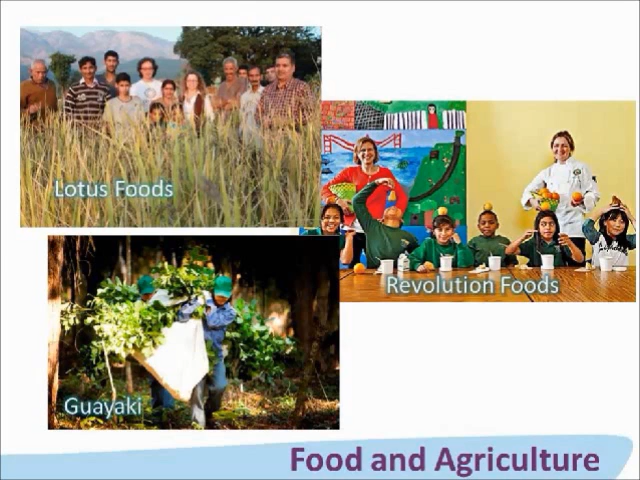 Lotus Foods
Revolution Foods
Guayaki
Food and Agriculture